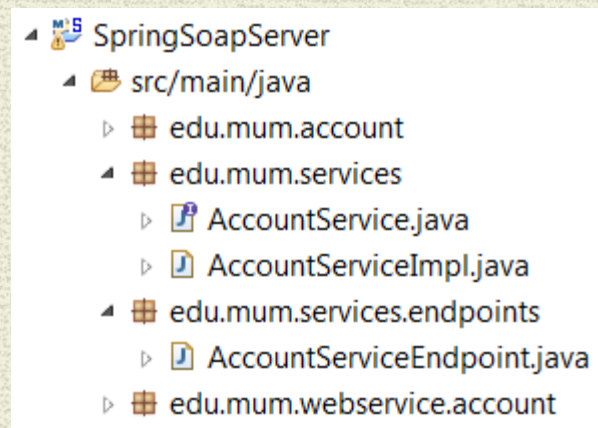 SpringSoapServer
src/main/java
edu.mum.account
edu.mum.services
AccountService.java
AccountServiceImpl.java
edu.mum.services.endpoints
AccountServiceEndpoint.java
edu.mum.webservice.account